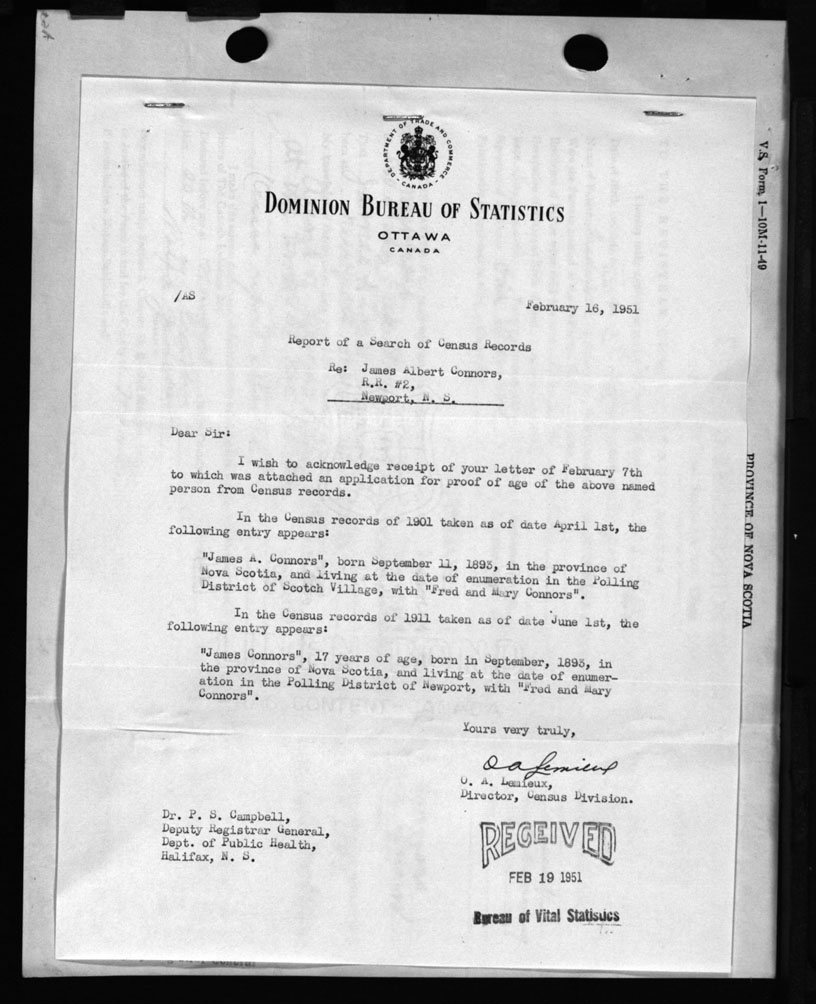 DEPARTMENT OF TRADE AND COMMERCE
CANADA
DOMINION BUREAU OF STATISTICS
OTTAWA
CANADA
/AS
February 16, 1951
Report of a Search of Census Records
Re: James Albert Connors,
R.R. #2,
Newport, N. S.
Dear Sir:
I wish to acknowledge receipt of your letter of February 7th
to which was attached an application for proof of age of the above named
person from Census records.
In the Census records of 1901 taken as of date April 1st, the
following entry appears:
"James A. Connors", born September 11, 1893, in the province of
Nova Scotia, and living at the date of enumeration in the Polling
District of Scotch Village, with "Fred and Mary Connors".
In the Census records of 1911 taken as of date June 1st, the
following entry appears:
"James Connors", 17 years of age, born in September, 1893, in
the province of Nova Scotia, and living at the date of enumer-
ation in the Polling District of Newport, with "Fred and Mary
Connors".
Yours very truly,
O A Lemieux
O. A. Lemieux,
Director, Census Division.
Dr. P. S. Campbell,
Deputy Registrar General,
Dept. of Public Health,
Halifax, N. S.
RECEIVED
FEB 19 1951
Bureau of Vital Statistics
V.S. Form 1—10M-11-49
PROVINCE OF NOVA SCOTIA